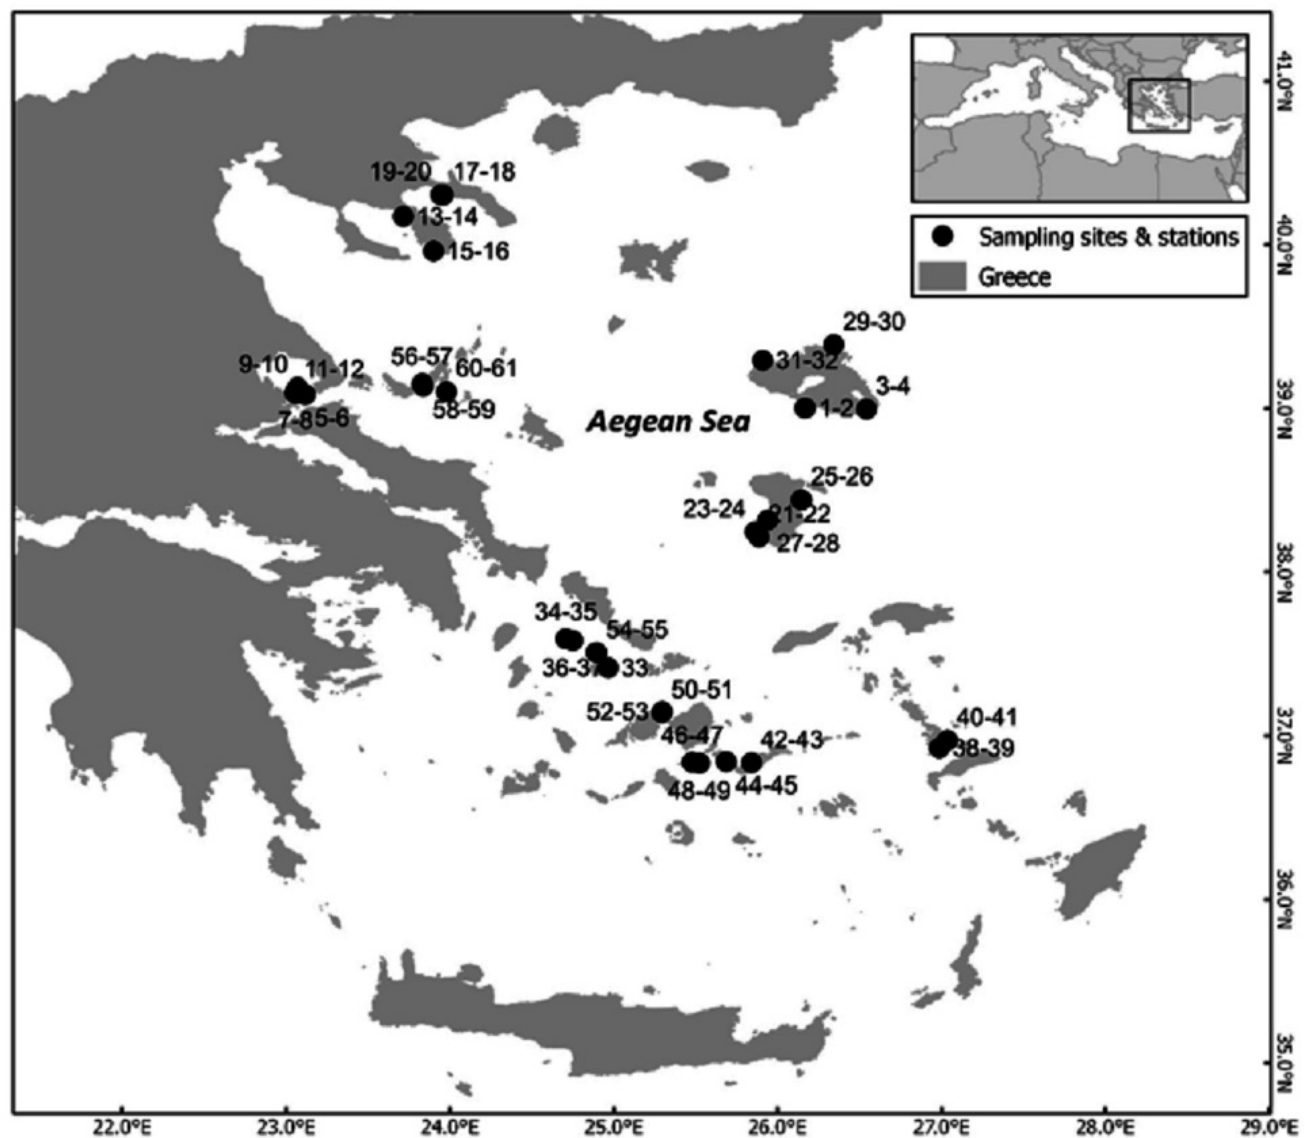 41.0°N
19-20 17-18
13-14
15-16
Sampling sites & stations
Greece
40.0°N
29-30
31-32
9-10 11-12
56-57
60-61
3-4
7-8 5-6
58-59
1-2
39.0°N
Aegean Sea
25-26
23-24
21-22
27-28
38.0°N
34-35
54-55
36-37 33
50-51
52-53
46-47
42-43
40-41
38-39
37.0°N
48-49 44-45
36.0°N
35.0°N
22.0°E 23.0°E 24.0°E 25.0°E 26.0°E 27.0°E 28.0°E 29.0°E